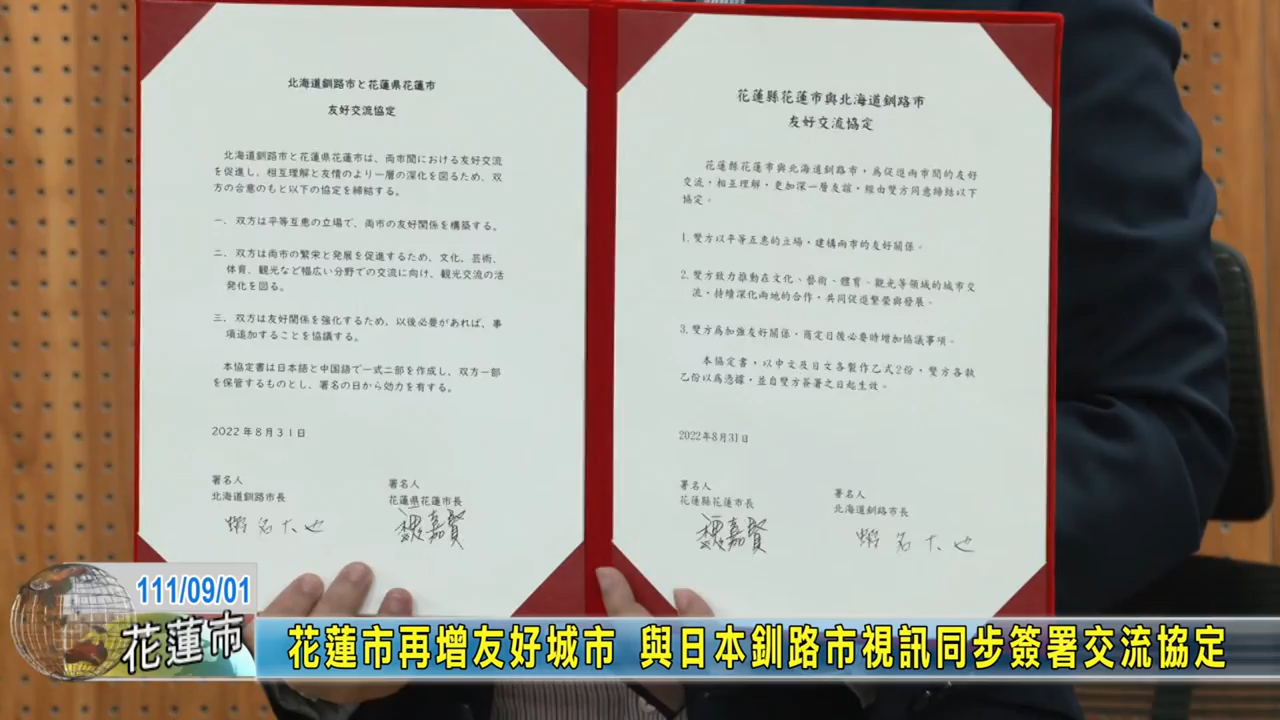 北海道釧路市と花蓮県花蓮市
友好交流協定
北海道釧路市と花蓮県花蓮市は、両市間における友好交流
を促進し、相互理解と友情のより一層の深化を図るため、双
方の合意のもと以下の協定を締結する。
一、双方は平等互恵の立場で、両市の友好関係を構築する。
二、双方は両市の繁栄と発展を促進するため、文化、芸術、
体育、観光など幅広い分野での交流に向け、観光交流の活
発化を図る。
三、双方は友好関係を強化するため、以後必要があれば、事
項追加することを協議する。
本協定書は日本語と中国語で一式二部を作成し、双方一部
を保管するものとし、署名の日から効力を有する。
2022年8月31日
署名人
北海道釧路市長
蝦名大也
署名人
花蓮県花蓮市長
魏嘉賢
花蓮縣花蓮市與北海道釧路市
友好交流協定
花蓮縣花蓮市與北海道釧路市，為促進兩市間的友好
交流，相互理解，更加深一層友誼，經由雙方同意締結以下
協定。
1.雙方以平等互惠的立場，建構兩市的友好關係。
2.雙方致力推動在文化、藝術、體育、觀光等領域的城市交
流，持續深化兩地的合作，共同促進繁榮與發展。
3.雙方為加強友好關係，商定日後必要時增加協議事項。
本協定書，以中文及日文各製作乙式2份，雙方各執
乙份以為憑據，並自雙方簽署之日起生效。
2022年8月31日
署名人
花蓮縣花蓮市長
魏嘉賢
署名人
北海道釧路市長
蝦名大也
111/09/01
花蓮市
花蓮市再增友好城市 與日本釧路市視訊同步簽署交流協定